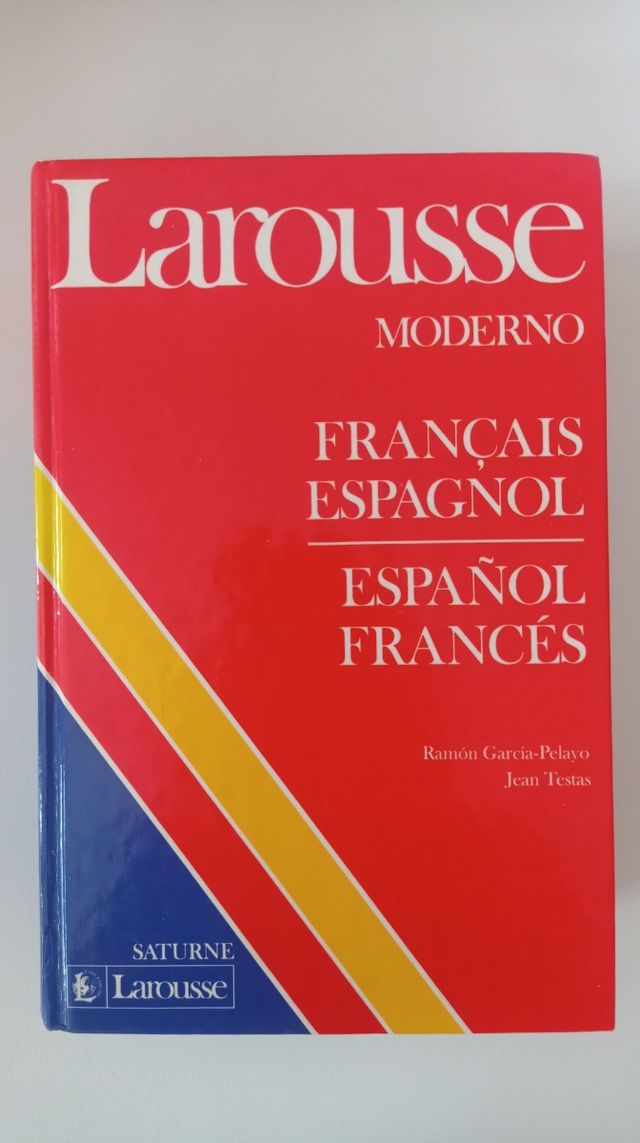 Larousse
MODERNO
FRANÇAIS
ESPAGNOL
ESPAÑOL
FRANCÉS
Ramón García-Pelayo
Jean Testas
SATURNE
Larousse